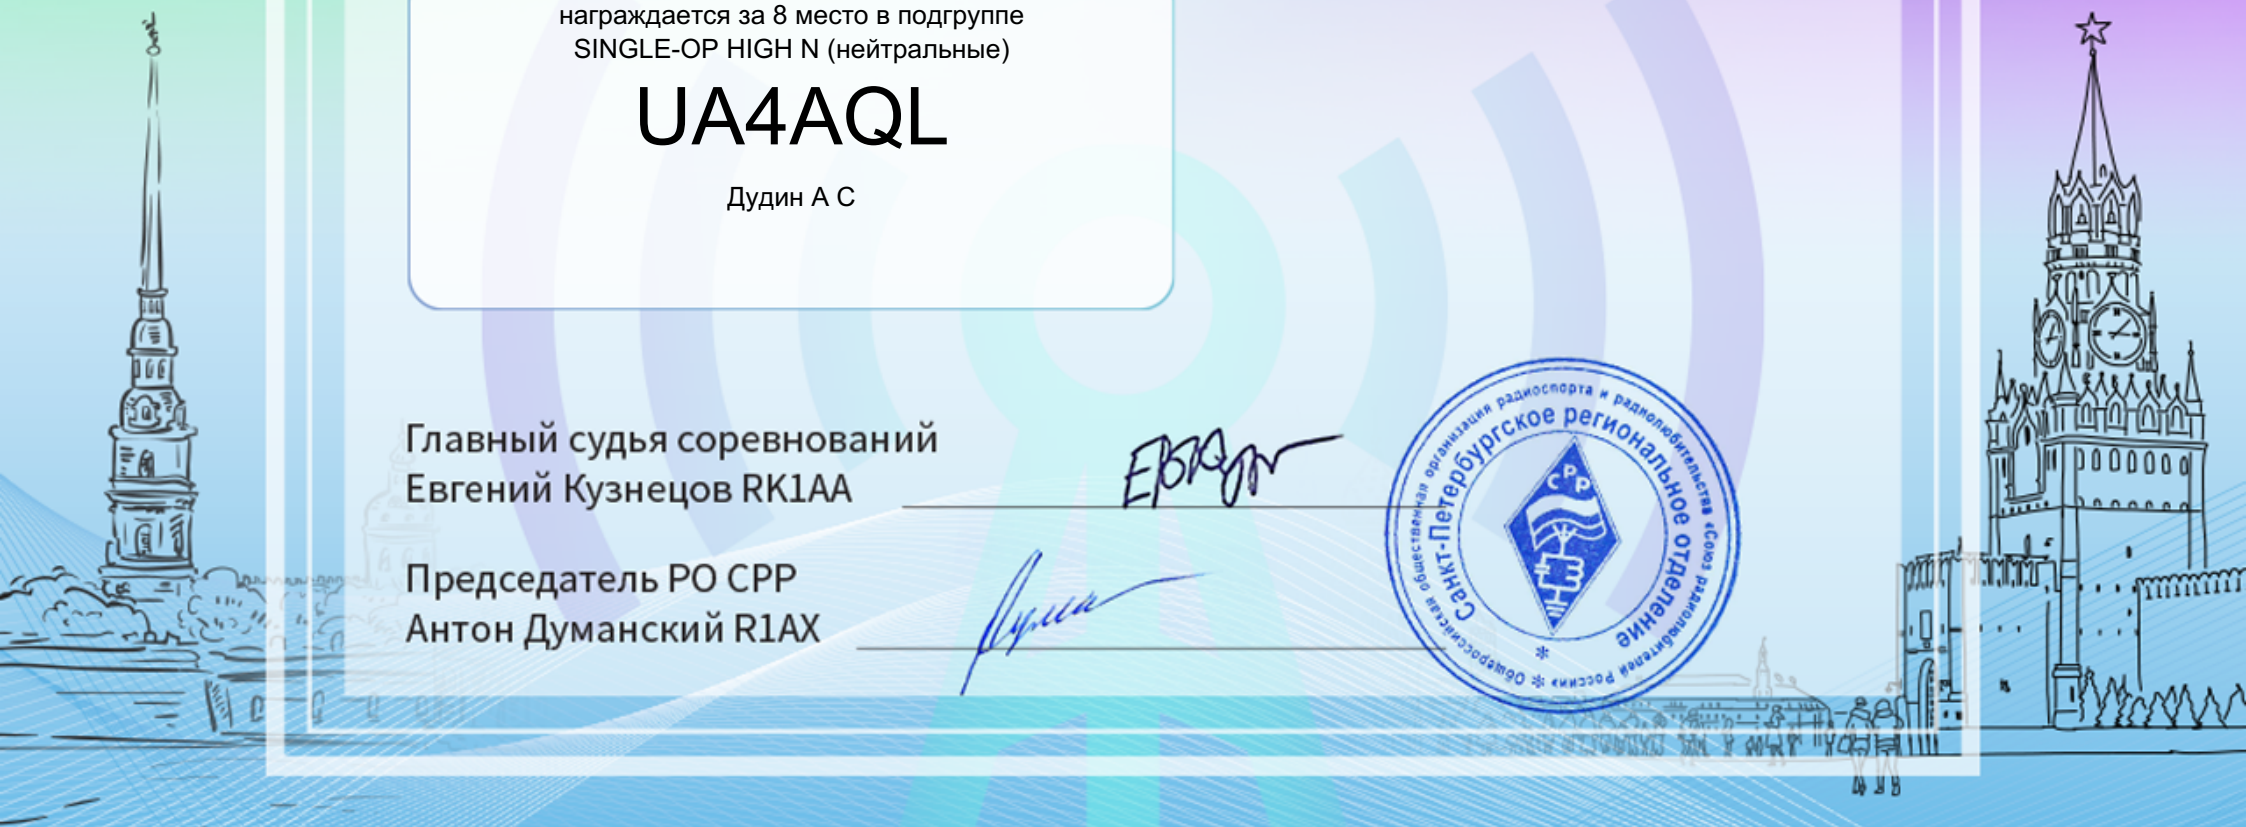 награждается за 8 место в подгруппе
SINGLE-OP HIGH N (нейтральные)
UA4AQL
Дудин А С
Главный судья соревнований
Евгений Кузнецов RK1AA
Председатель РО СРР
Антон Думанский R1AX
Общероссийская общественная организация радиоспорта и радиолюбительства «Союз радиолюбителей России»
Санкт-Петербургское региональное отделение
СРР